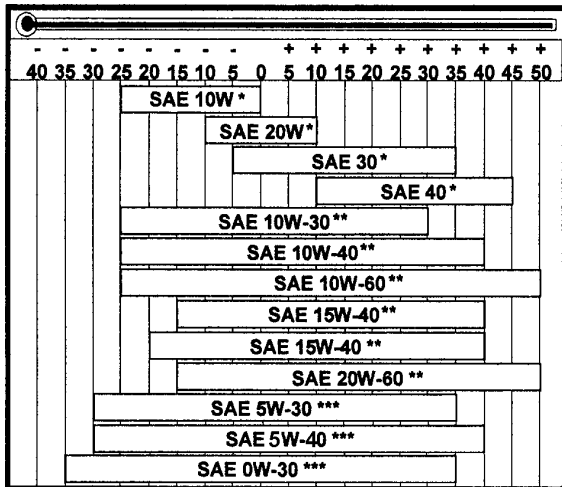 - - - - - - - - + + + + + + + + + +
40 35 30 25 20 15 10 5 0 5 10 15 20 25 30 35 40 45 50
SAE 10W *
SAE 20W *
SAE 30 *
SAE 40 *
SAE 10W-30 **
SAE 10W-40 **
SAE 10W-60 **
SAE 15W-40 **
SAE 15W-40 **
SAE 20W-60 **
SAE 5W-30 ***
SAE 5W-40 ***
SAE 0W-30 ***